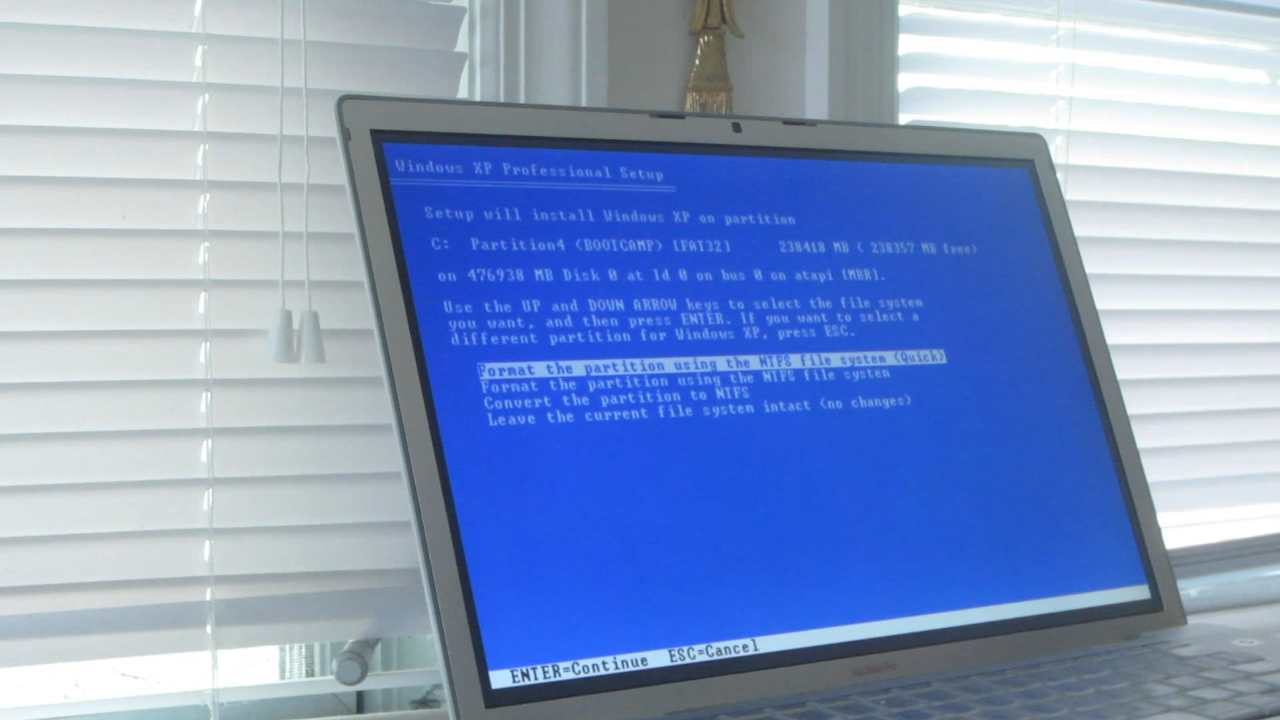 Windows XP Professional Setup
Setup will install Windows XP on partition
C: Partition4 (BOOTCAMP) [FAT32] 238418 MB ( 238357 MB free)
on 476938 MB Disk 0 at Id 0 on bus 0 on atapi [MBR].
Use the UP and DOWN ARROW keys to select the file system
you want, and then press ENTER. If you want to select a
different partition for Windows XP, press ESC.
Format the partition using the NTFS file system (Quick)
Format the partition using the NTFS file system
Convert the partition to NTFS
Leave the current file system intact (no changes)
ENTER=Continue ESC=Cancel